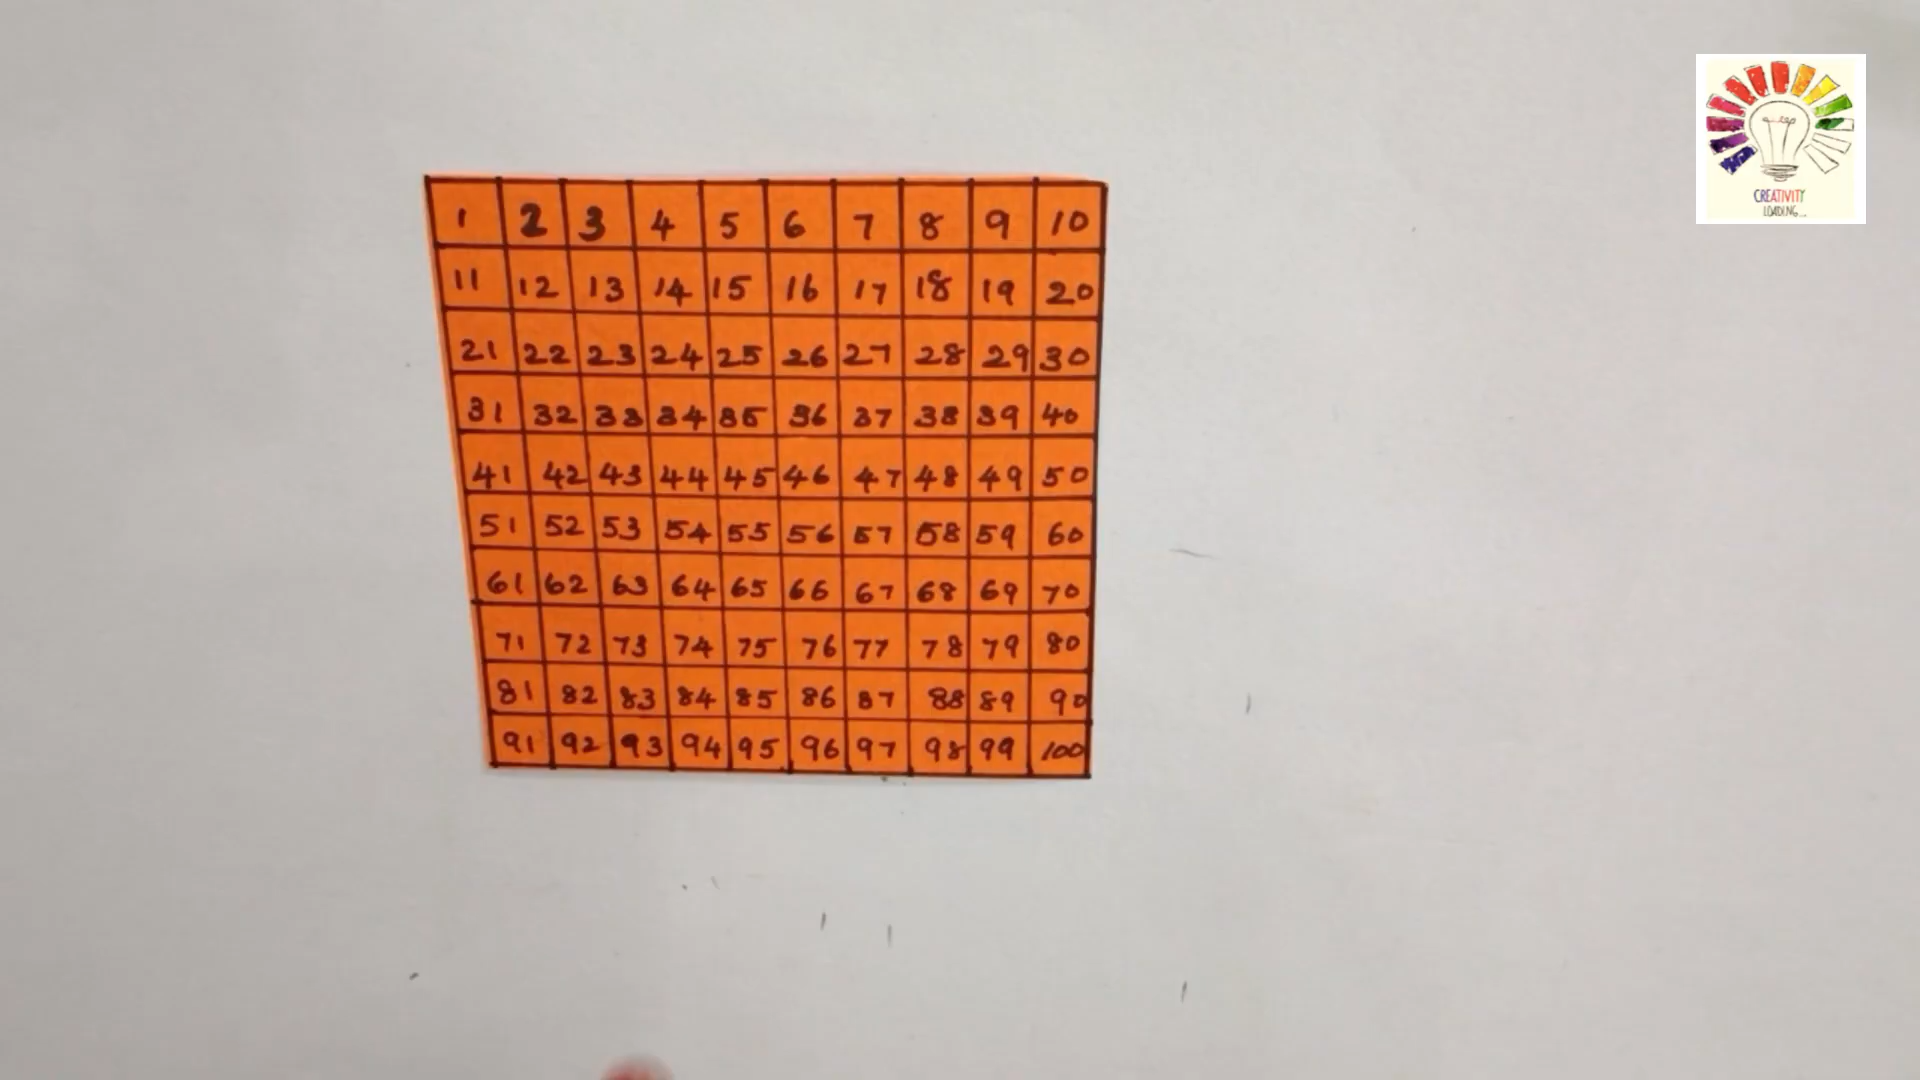 1 2 3 4 5 6 7 8 9 10
11 12 13 14 15 16 17 18 19 20
21 22 23 24 25 26 27 28 29 30
31 32 33 34 35 36 37 38 39 40
41 42 43 44 45 46 47 48 49 50
51 52 53 54 55 56 57 58 59 60
61 62 63 64 65 66 67 68 69 70
71 72 73 74 75 76 77 78 79 80
81 82 83 84 85 86 87 88 89 90
91 92 93 94 95 96 97 98 99 100
CREATIVITY
LOADING...